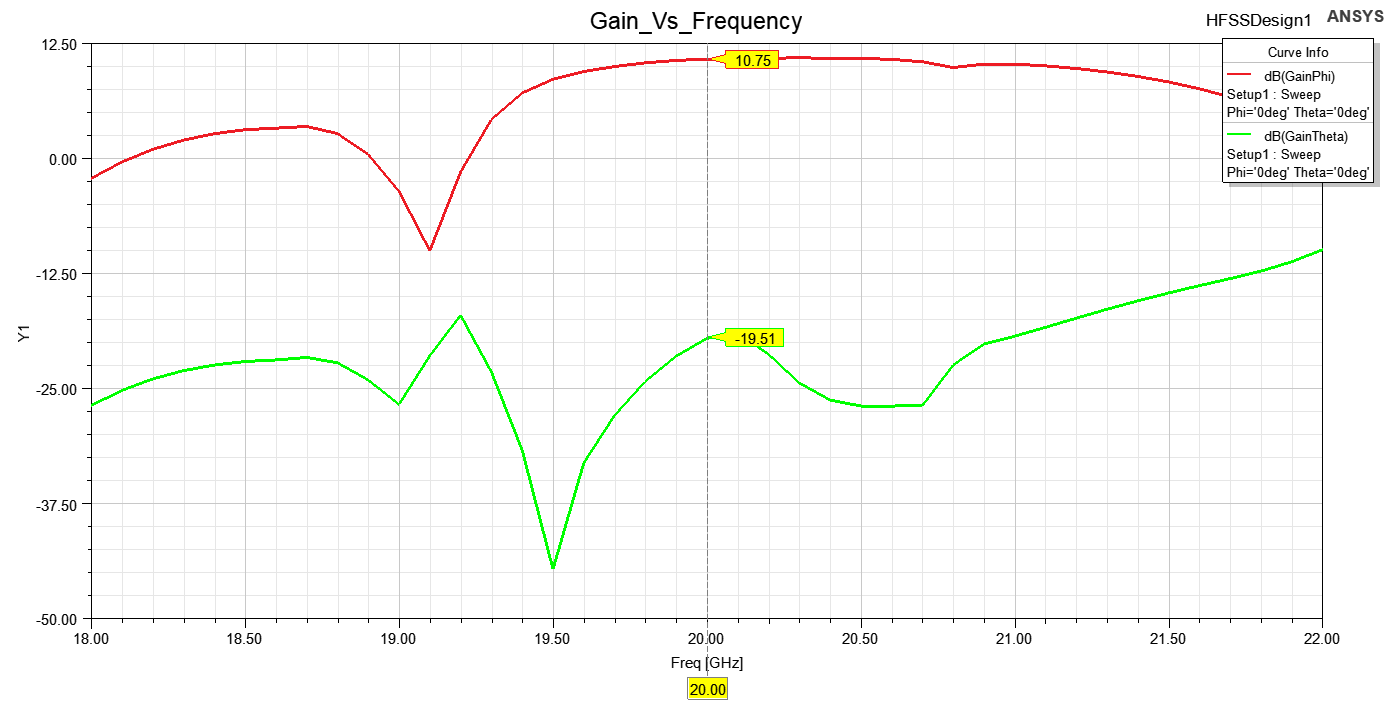 Gain_Vs_Frequency
HFSSDesign1
ANSYS
Curve Info
dB(GainPhi)
Setup1 : Sweep
Phi='0deg' Theta='0deg'
dB(GainTheta)
Setup1 : Sweep
Phi='0deg' Theta='0deg'
12.50
0.00
-12.50
-25.00
-37.50
-50.00
Y1
10.75
-19.51
18.00 18.50 19.00 19.50 20.00 20.50 21.00 21.50 22.00
Freq [GHz]
20.00